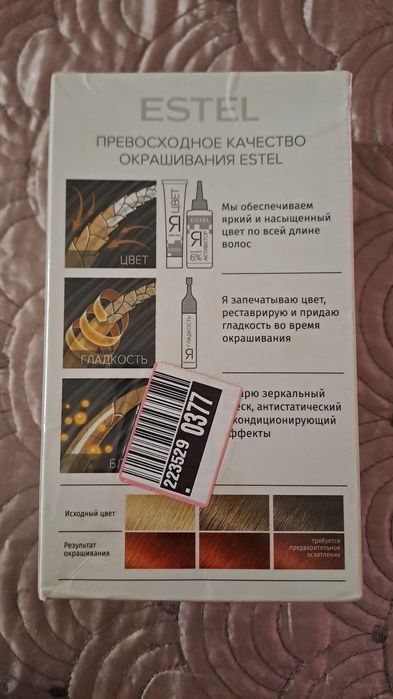 ESTEL
ПРЕВОСХОДНОЕ КАЧЕСТВО
ОКРАШИВАНИЯ ESTEL
ЦВЕТ
Я ЦВЕТ
ESTEL
Я АКТИВАТОР
6%
Мы обеспечиваем
яркий и насыщенный
цвет по всей длине
волос
ГЛАДКОСТЬ
Я ГЛАДКОСТЬ
Я запечатываю цвет,
реставрирую и придаю
гладкость во время
окрашивания
зеркальный
антистатический
кондиционирующий
эффекты
223529 0377
Исходный цвет
Результат
окрашивания
требуется
предварительное
осветление